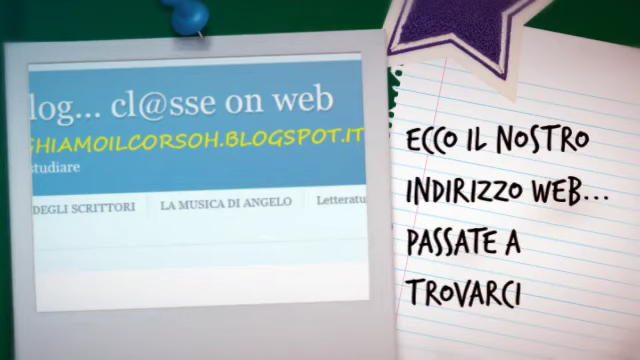 log... cl@sse on web
HIAMOILCORSOH.BLOGSPOT.IT
studiare
DEGLI SCRITTORI LA MUSICA DI ANGELO Letteratu
ECCO IL NOSTRO
INDIRIZZO WEB...
PASSATE A
TROVARCI